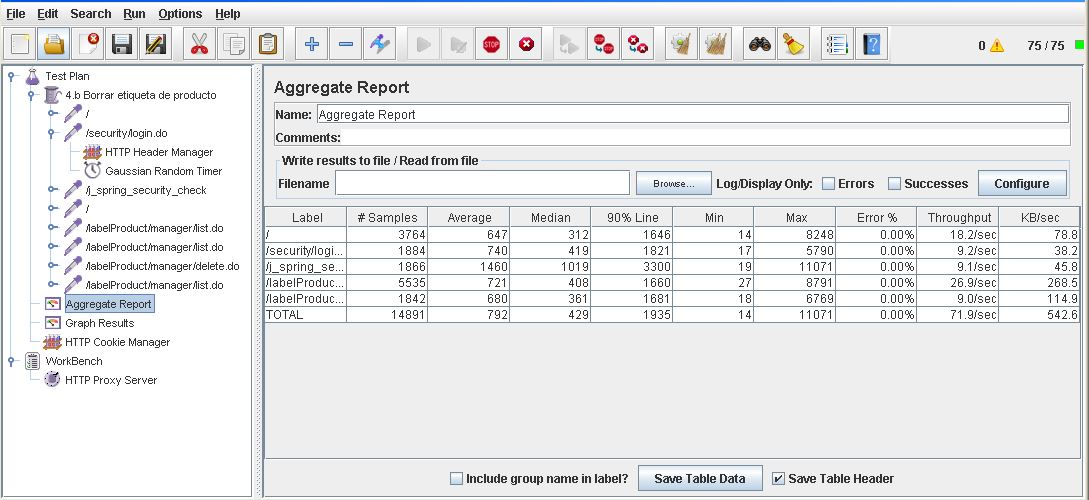 File Edit Search Run Options Help
0 75 / 75
Test Plan
4.b Borrar etiqueta de producto
/
/security/login.do
HTTP Header Manager
Gaussian Random Timer
/j_spring_security_check
/
/labelProduct/manager/list.do
/labelProduct/manager/list.do
/labelProduct/manager/delete.do
/labelProduct/manager/list.do
Aggregate Report
Graph Results
HTTP Cookie Manager
WorkBench
HTTP Proxy Server
Aggregate Report
Name: Aggregate Report
Comments:
Write results to file / Read from file
Filename Browse... Log/Display Only: Errors Successes Configure
Label # Samples Average Median 90% Line Min Max Error % Throughput KB/sec
/ 3764 647 312 1646 14 8248 0.00% 18.2/sec 78.8
/security/logi... 1884 740 419 1821 17 5790 0.00% 9.2/sec 38.2
/j_spring_se... 1866 1460 1019 3300 19 11071 0.00% 9.1/sec 45.8
/labelProduc... 5535 721 408 1660 27 8791 0.00% 26.9/sec 268.5
/labelProduc... 1842 680 361 1681 18 6769 0.00% 9.0/sec 114.9
TOTAL 14891 792 429 1935 14 11071 0.00% 71.9/sec 542.6
Include group name in label? Save Table Data Save Table Header